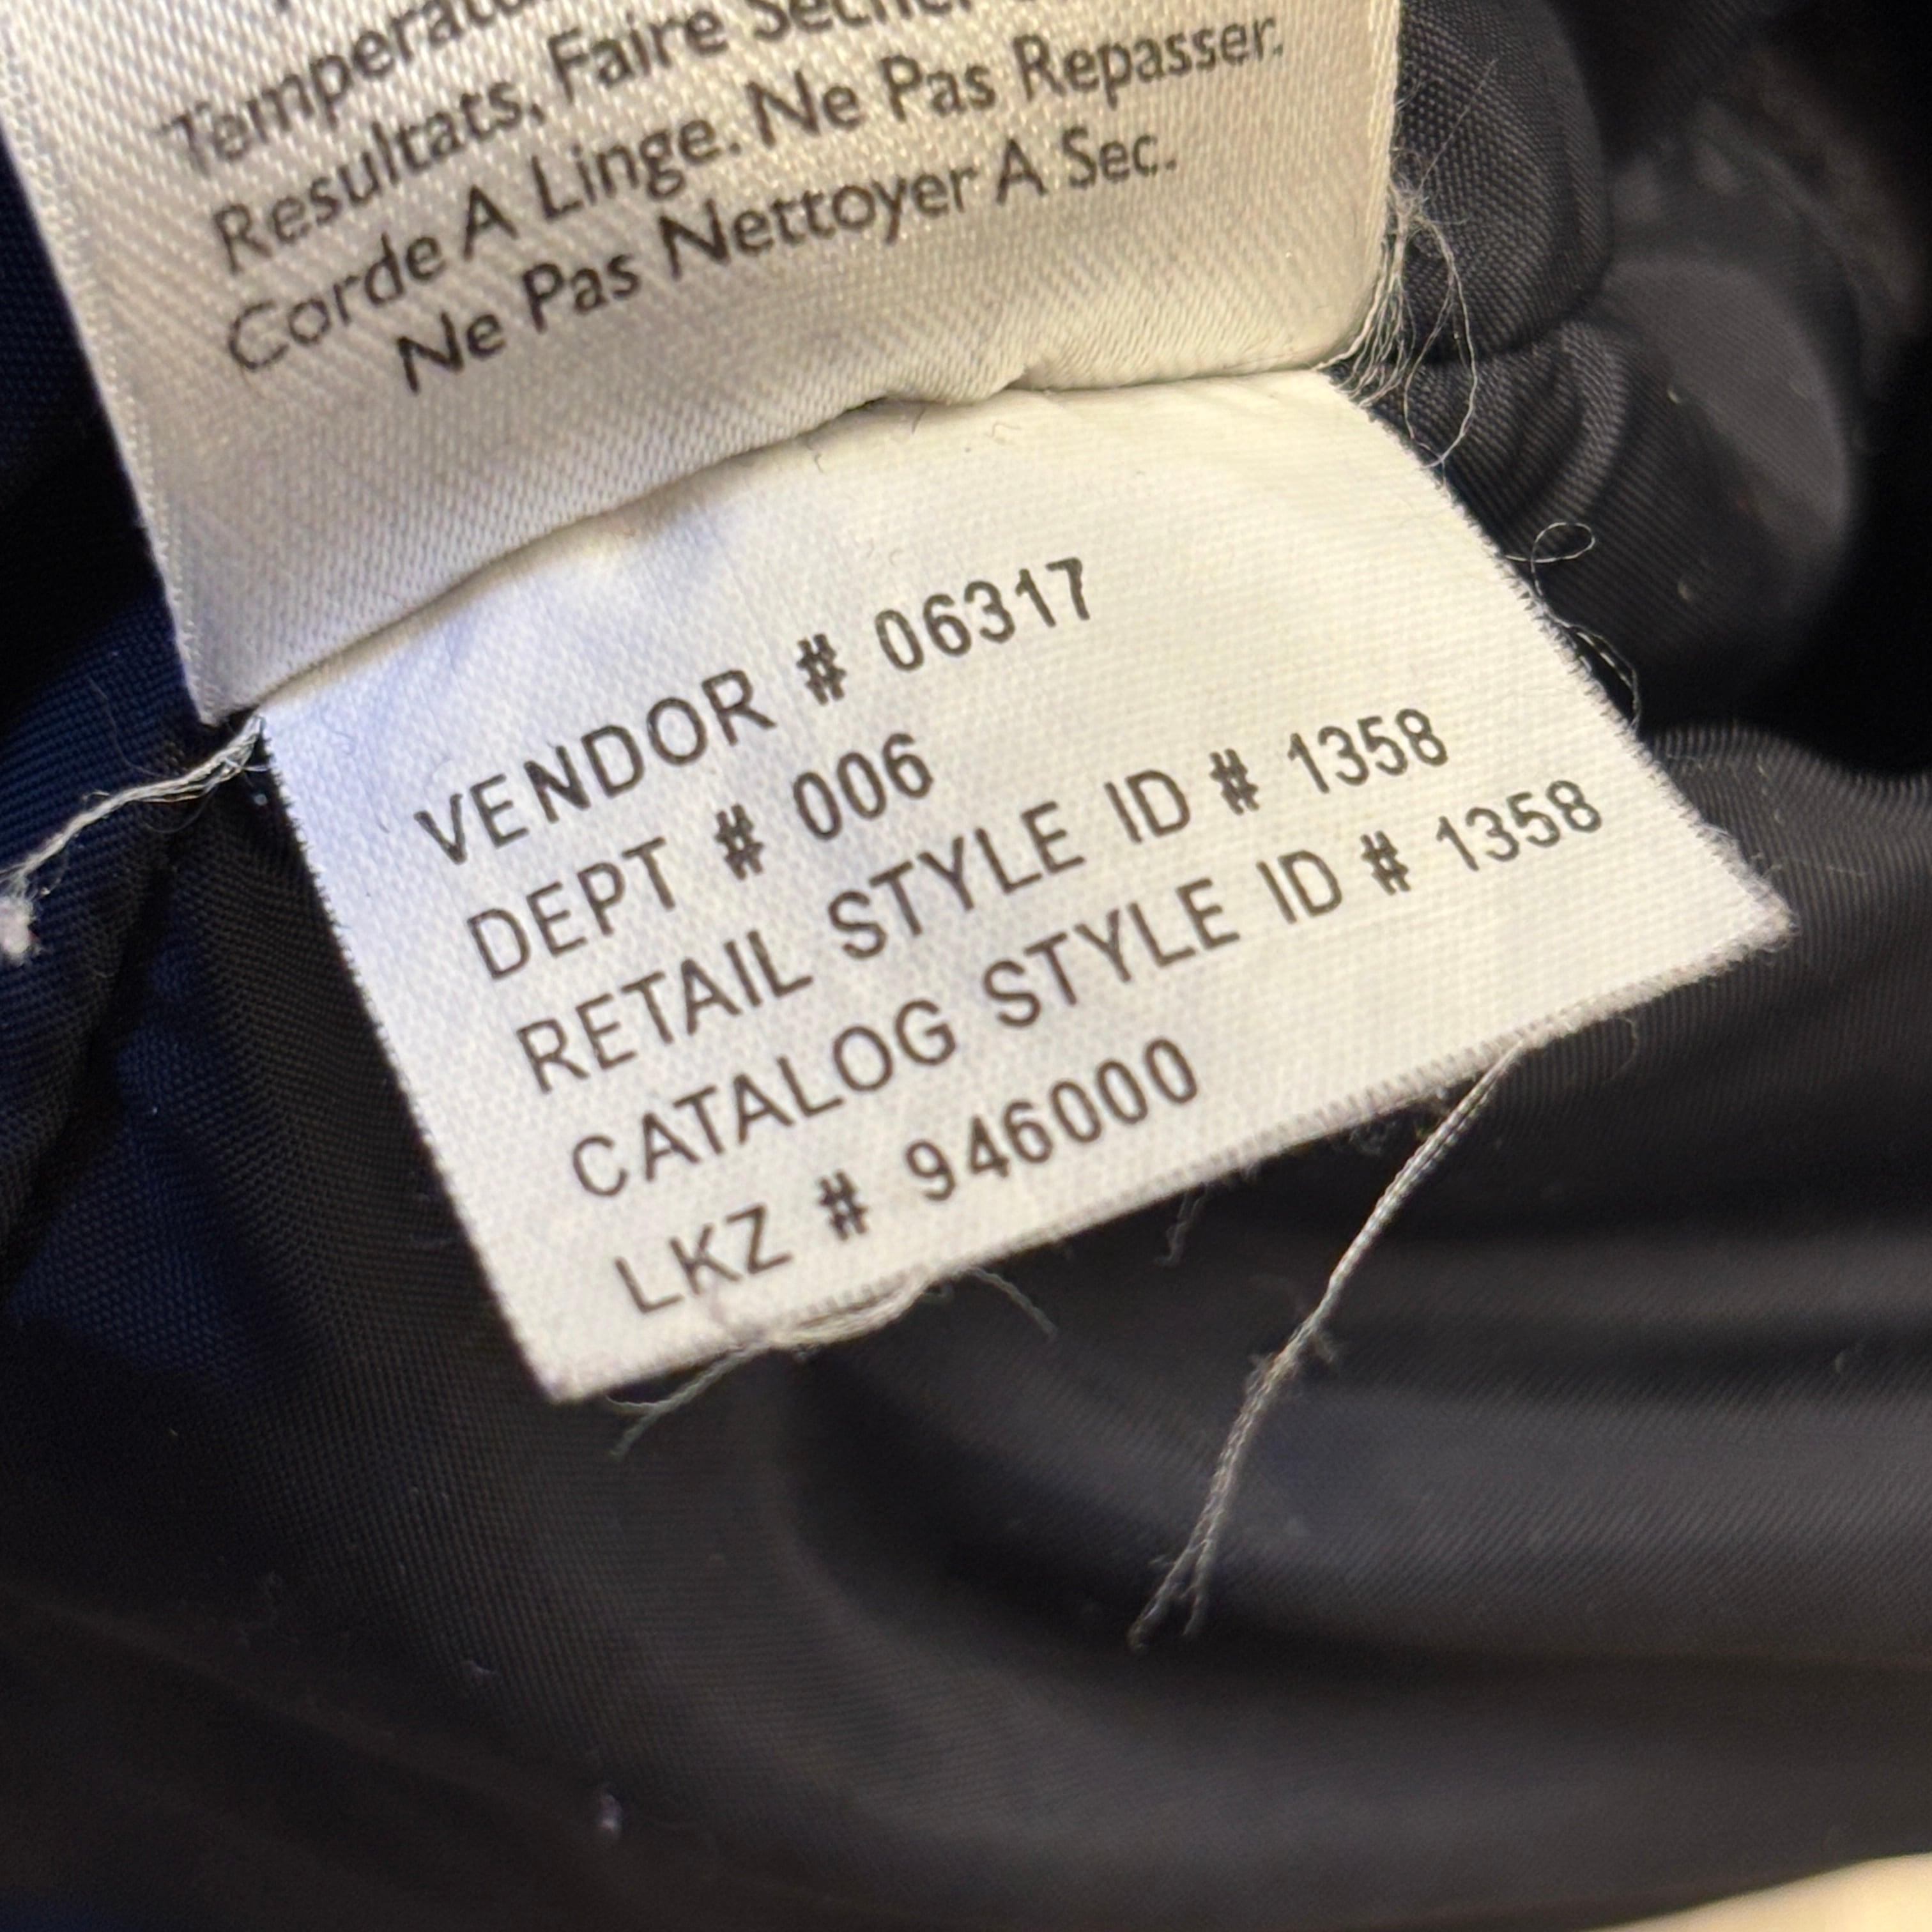 Resultats, Faire Secher
Corde A Linge. Ne Pas Repasser.
Ne Pas Nettoyer A Sec.
VENDOR # 06317
DEPT # 006
RETAIL STYLE ID # 1358
CATALOG STYLE ID # 1358
LKZ # 946000